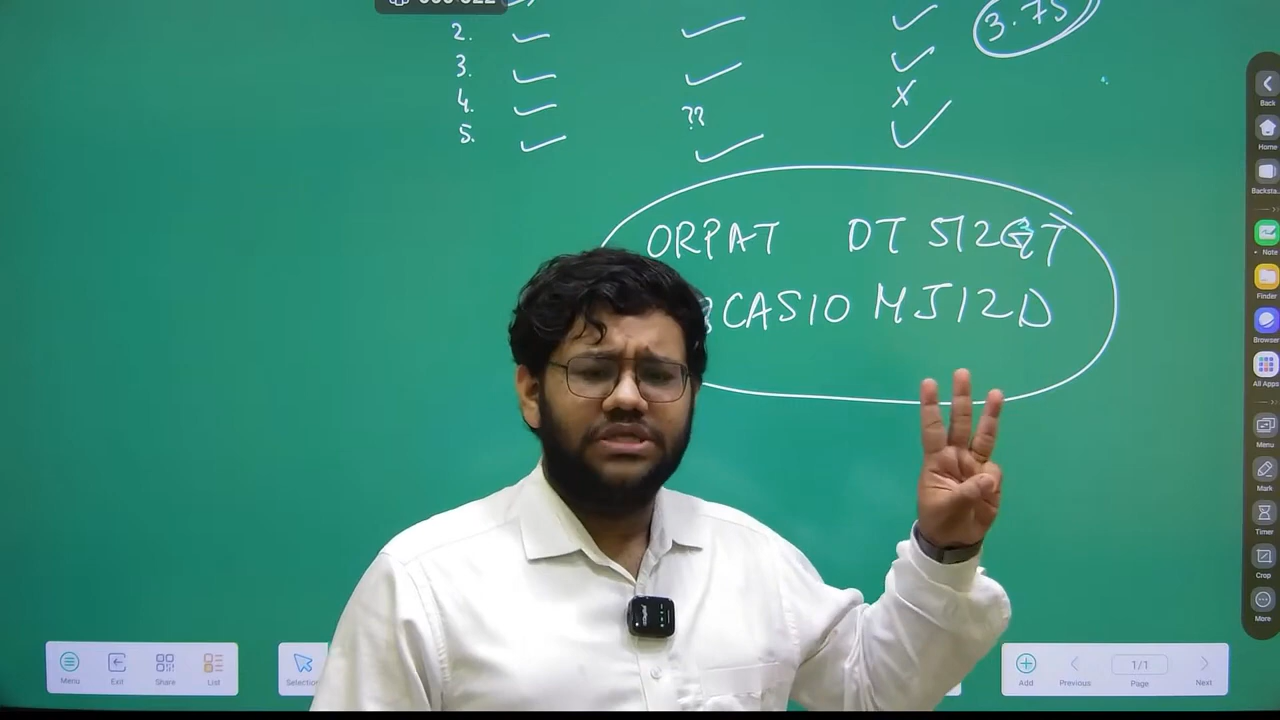 3.75
2.
3.
4. ?? X
5.
ORPAT DT 512GT
CASIO MJ12D
Back
Home
Note
Finder
Browser
All Apps
Menu
Mark
Timer
Crop
More
Menu Exit Share List Selection Add Previous 1/1 Page Next